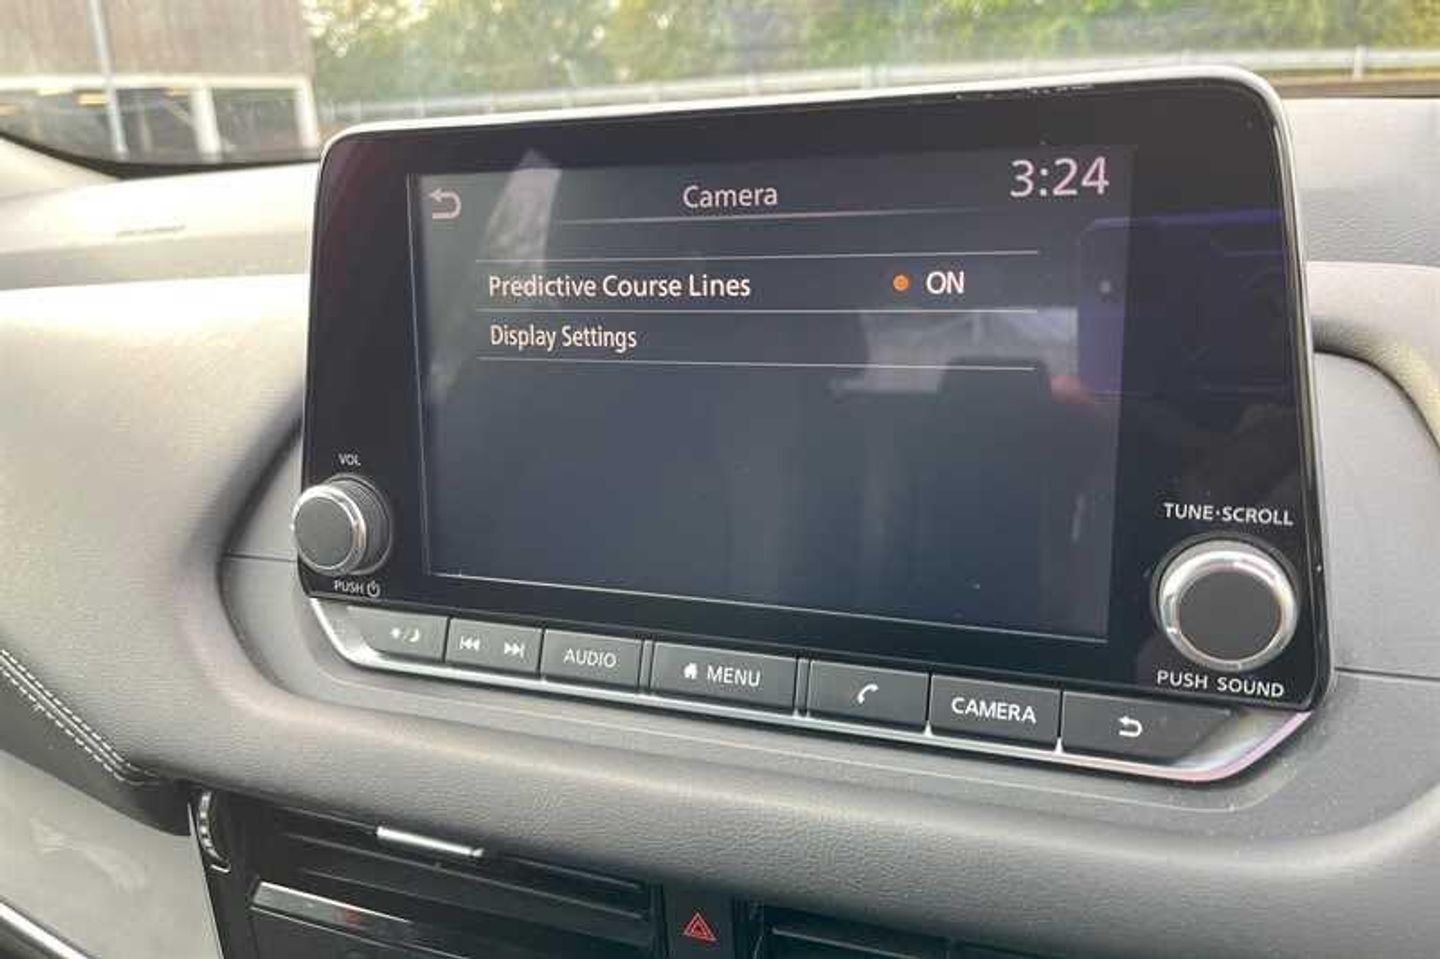 Camera
3:24
Predictive Course Lines ON
Display Settings
VOL
PUSH
TUNE·SCROLL
PUSH SOUND
AUDIO
MENU
CAMERA